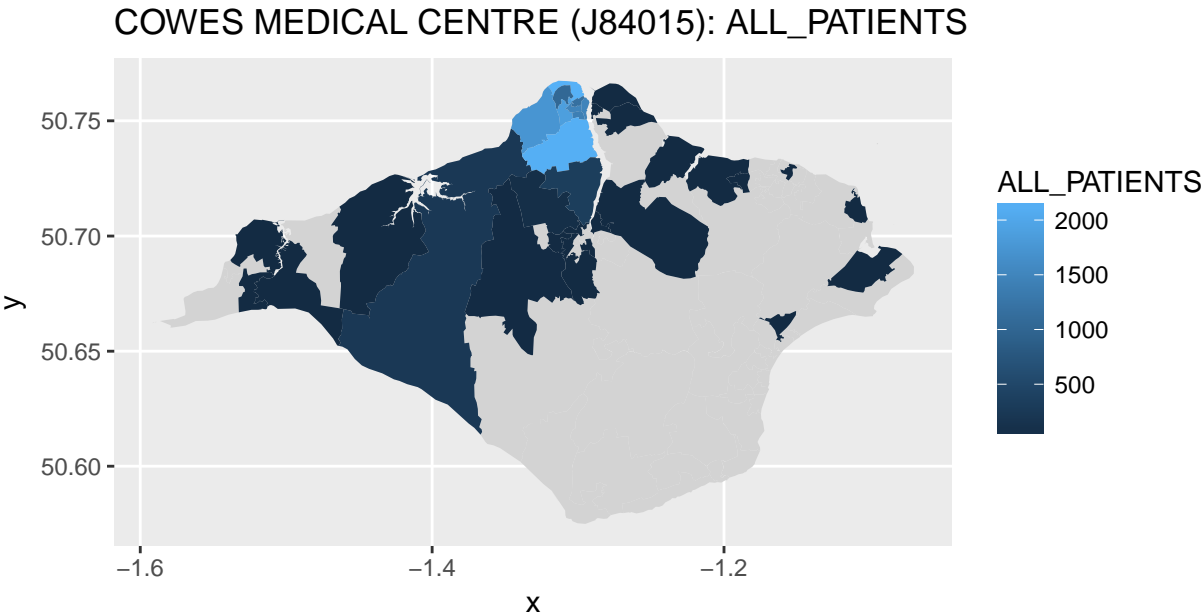 COWES MEDICAL CENTRE (J84015): ALL_PATIENTS
50.75
50.70
50.65
50.60
y
−1.6
−1.4
−1.2
x
ALL_PATIENTS
2000
1500
1000
500